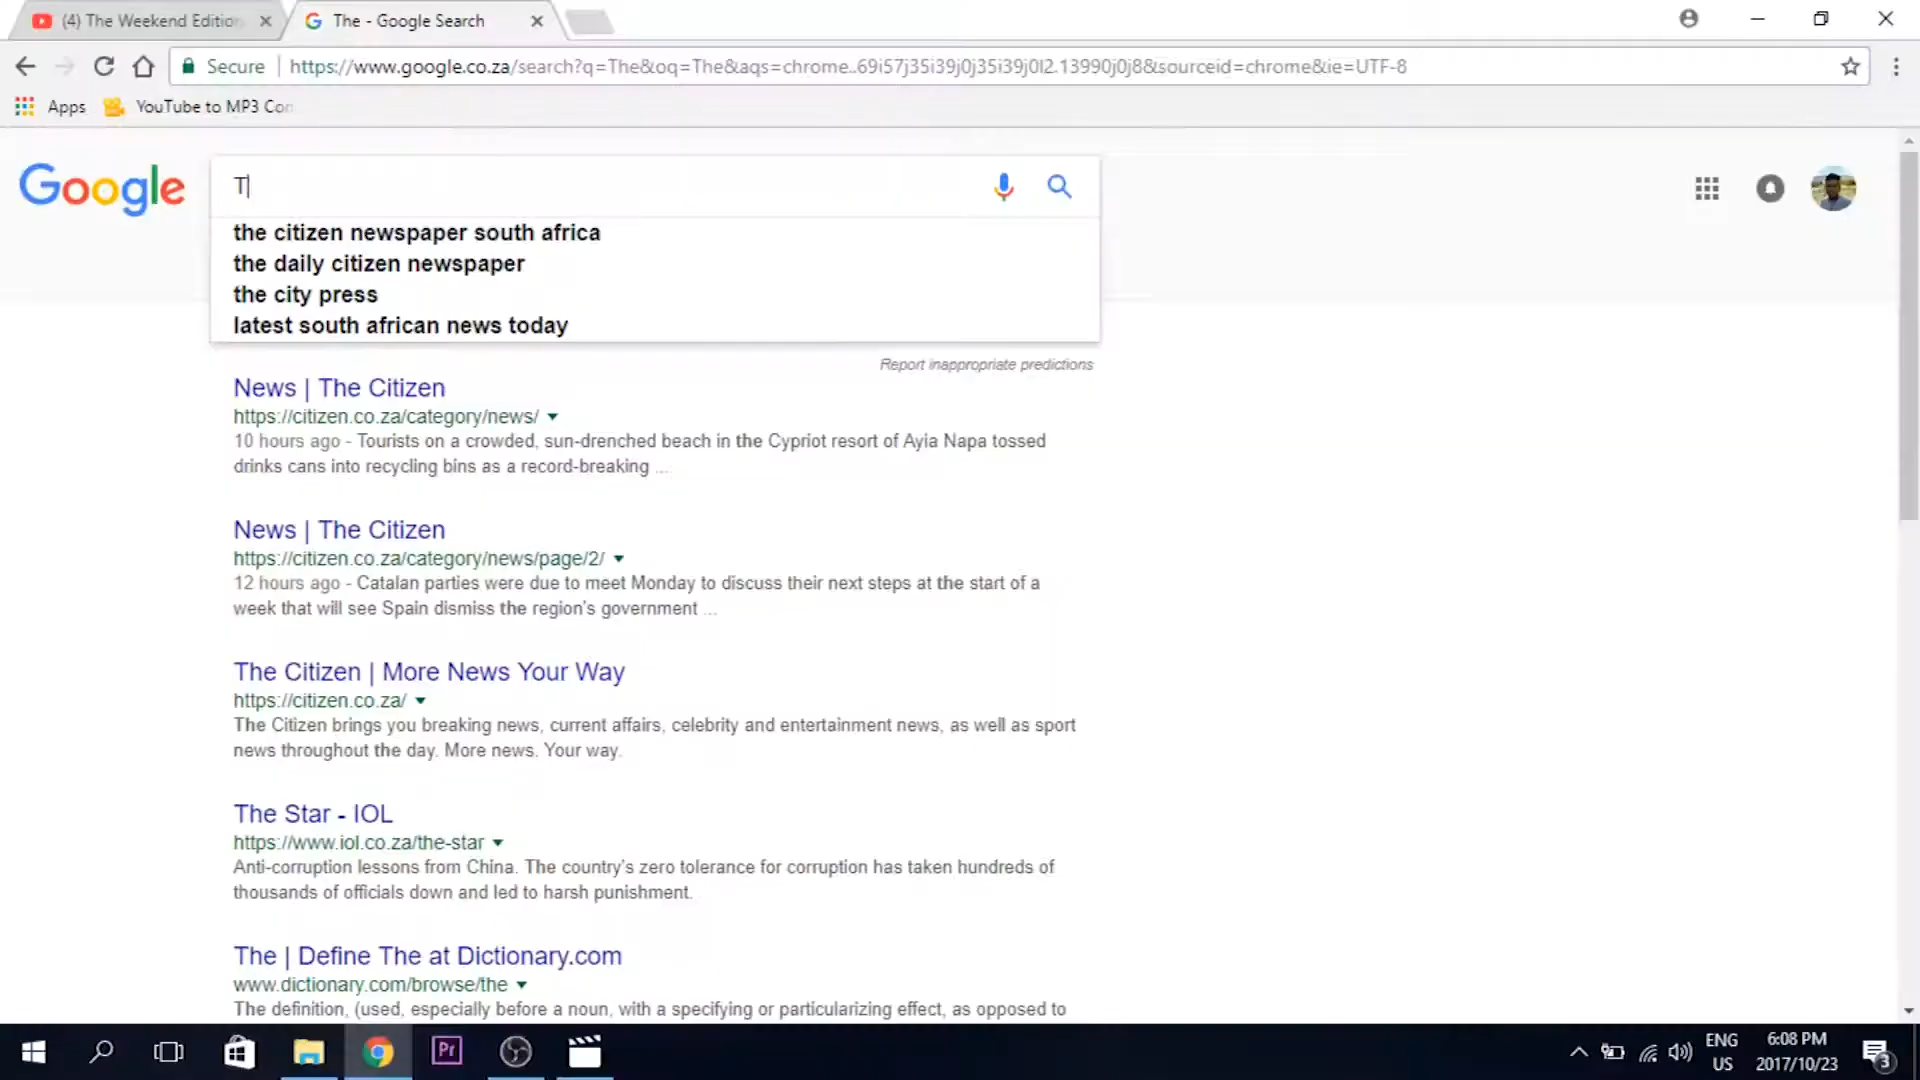 (4) The Weekend Edition
The - Google Search
Secure
https://www.google.co.za/search?q=The&oq=The&aqs=chrome..69i57j35i39j0j35i39j0l2.13990j0j8&sourceid=chrome&ie=UTF-8
Apps
YouTube to MP3 Con
Google
T
the citizen newspaper south africa
the daily citizen newspaper
the city press
latest south african news today
Report inappropriate predictions
News | The Citizen
https://citizen.co.za/category/news/
10 hours ago - Tourists on a crowded, sun-drenched beach in the Cypriot resort of Ayia Napa tossed
drinks cans into recycling bins as a record-breaking ...
News | The Citizen
https://citizen.co.za/category/news/page/2/
12 hours ago - Catalan parties were due to meet Monday to discuss their next steps at the start of a
week that will see Spain dismiss the region's government ...
The Citizen | More News Your Way
https://citizen.co.za/
The Citizen brings you breaking news, current affairs, celebrity and entertainment news, as well as sport
news throughout the day. More news. Your way.
The Star - IOL
https://www.iol.co.za/the-star
Anti-corruption lessons from China. The country's zero tolerance for corruption has taken hundreds of
thousands of officials down and led to harsh punishment.
The | Define The at Dictionary.com
www.dictionary.com/browse/the
The definition, (used, especially before a noun, with a specifying or particularizing effect, as opposed to
Pr
ENG
US
6:08 PM
2017/10/23
3